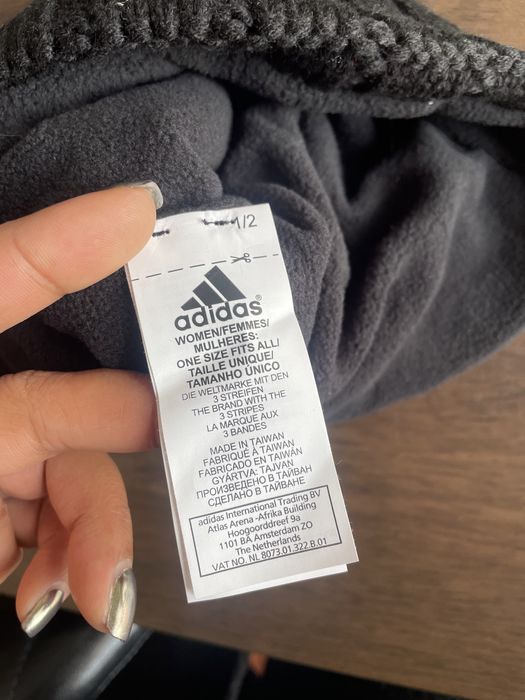 1/2
adidas®
WOMEN/FEMMES/
MULHERES:
ONE SIZE FITS ALL/
TAILLE UNIQUE/
TAMANHO ÚNICO
DIE WELTMARKE MIT DEN
3 STREIFEN
THE BRAND WITH THE
3 STRIPES
LA MARQUE AUX
3 BANDES
MADE IN TAIWAN
FABRIQUÉ À TAIWAN
FABRICADO EN TAIWÁN
GYÁRTVA: TAJVAN
ПРОИЗВЕДЕНО В ТАЙВАН
СДЕЛАНО В ТАЙВАНЕ
adidas International Trading BV
Atlas Arena -Afrika Building
Hoogoorddreef 9a
1101 BA Amsterdam ZO
The Netherlands
VAT NO. NL 8073.01.322.B.01